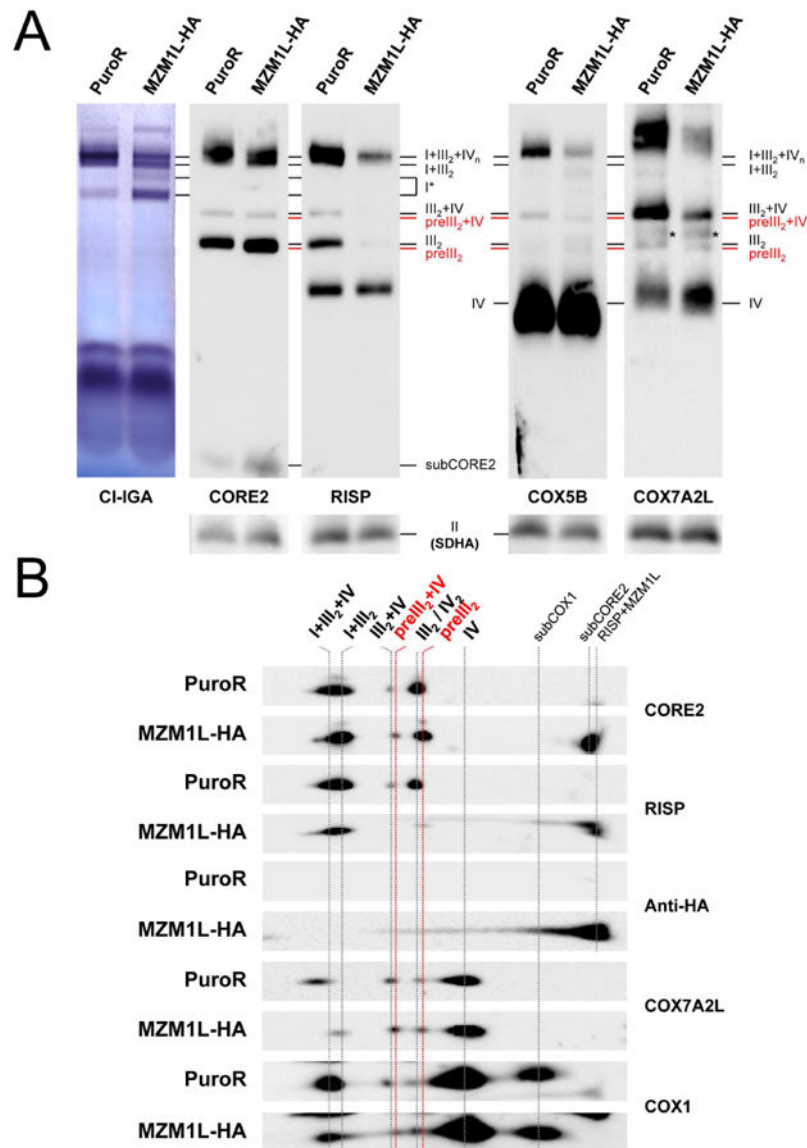 A
PuroR MZM1L-HA PuroR MZM1L-HA PuroR MZM1L-HA PuroR MZM1L-HA PuroR MZM1L-HA
I+III₂+IVₙ I+III₂+IVₙ
I+III₂ I+III₂
I*
III₂+IV III₂+IV
preIII₂+IV preIII₂+IV
* *
III₂ III₂
preIII₂ preIII₂
IV IV
subCORE2
CI-IGA CORE2 RISP COX5B COX7A2L
II
(SDHA)
B
I+III₂+IV I+III₂ III₂+IV preIII₂+IV III₂ / IV₂ preIII₂ IV subCOX1 subCORE2 RISP+MZM1L
PuroR
CORE2
MZM1L-HA
PuroR
RISP
MZM1L-HA
PuroR
Anti-HA
MZM1L-HA
PuroR
COX7A2L
MZM1L-HA
PuroR
COX1
MZM1L-HA